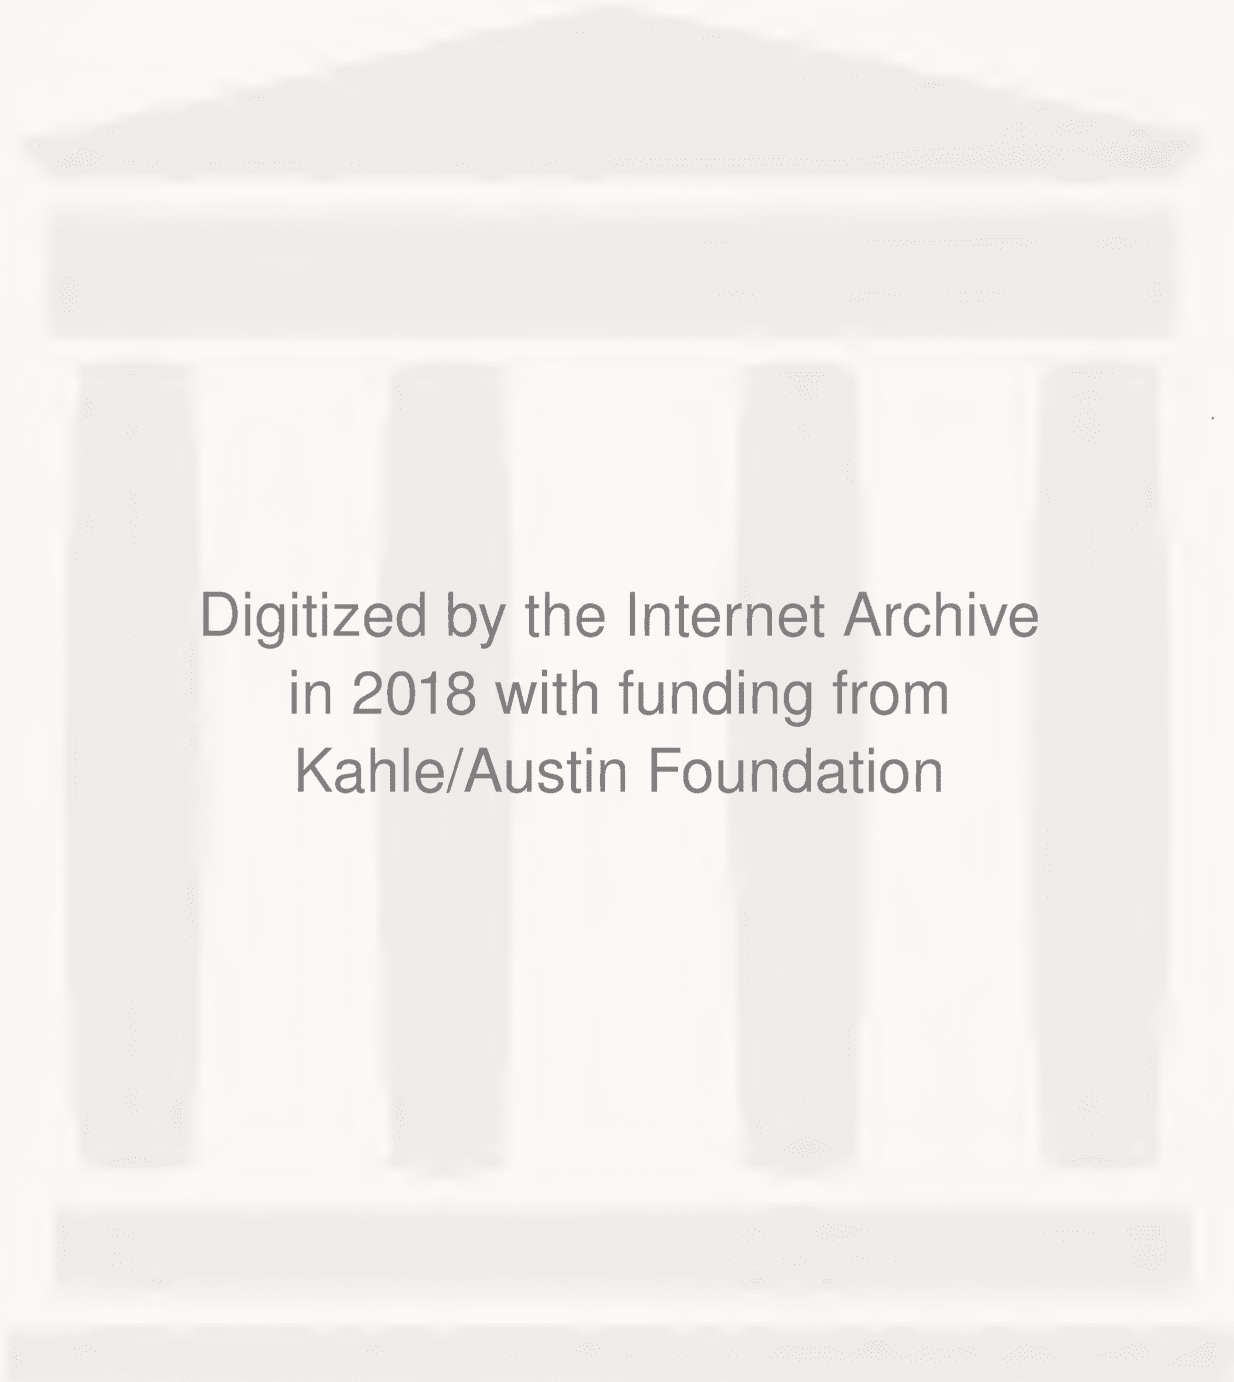 Digitized by the Internet Archive
in 2018 with funding from
Kahle/Austin Foundation